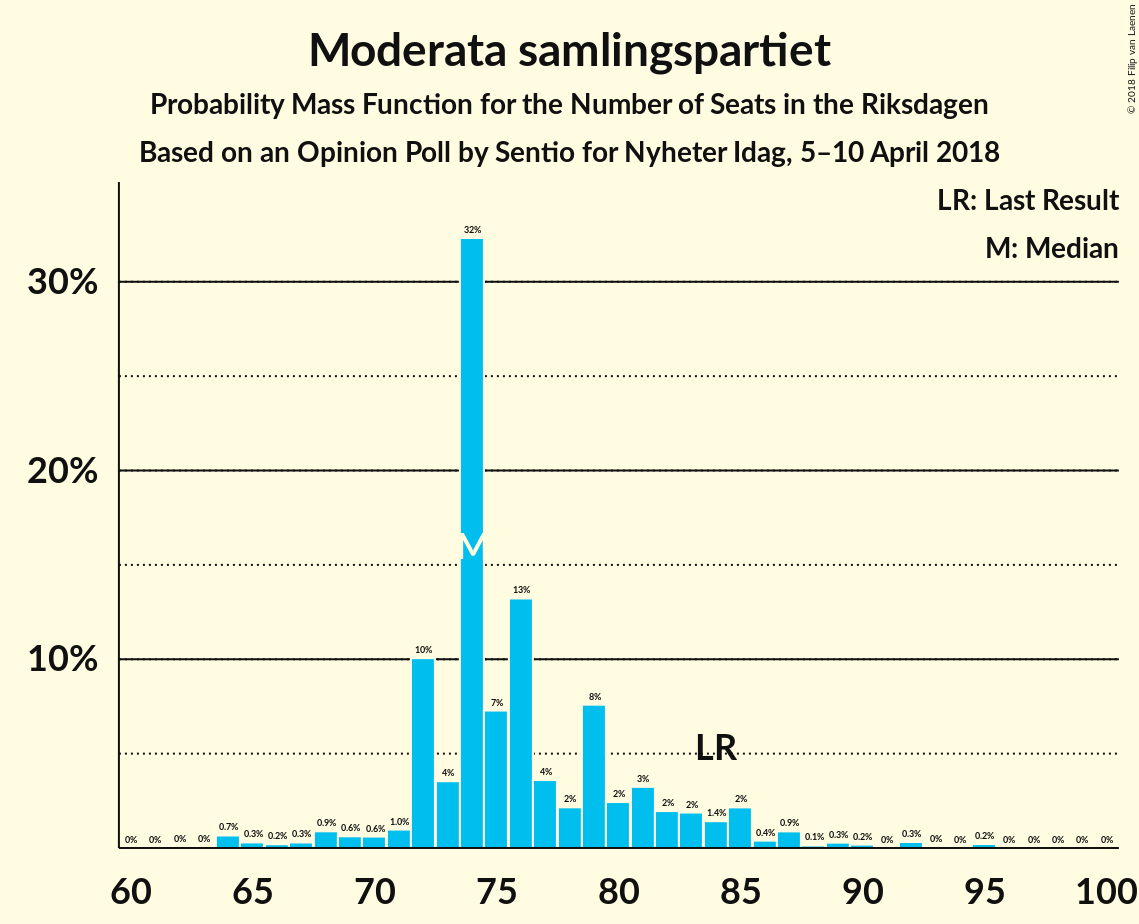 Moderata samlingspartiet
Probability Mass Function for the Number of Seats in the Riksdagen
Based on an Opinion Poll by Sentio for Nyheter Idag, 5–10 April 2018
© 2018 Filip van Laenen
LR: Last Result
M: Median
30%
20%
10%
0% 0% 0% 0% 0.7% 0.3% 0.2% 0.3% 0.9% 0.6% 0.6% 1.0% 10% 4% 32% 7% 13% 4% 2% 8% 2% 3% 2% 2% 1.4% 2% 0.4% 0.9% 0.1% 0.3% 0.2% 0% 0.3% 0% 0% 0.2% 0% 0% 0% 0% 0%
M
LR
60 65 70 75 80 85 90 95 100